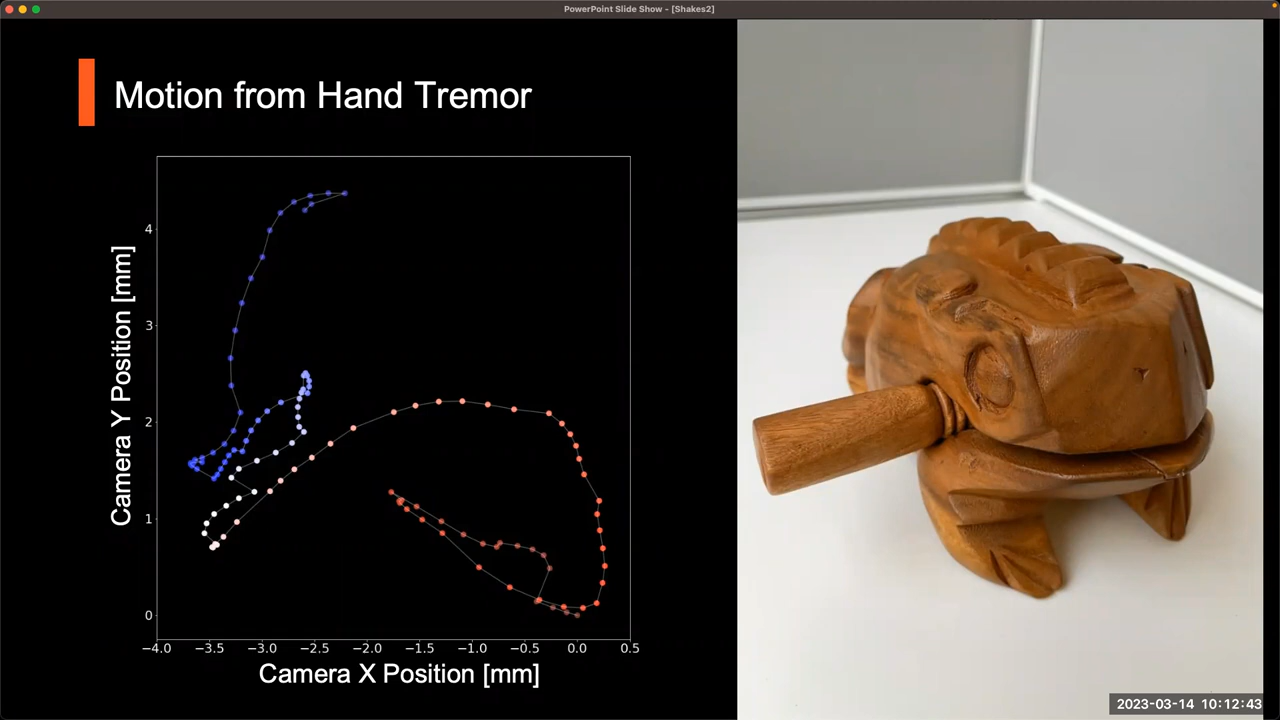 PowerPoint Slide Show - [Shakes2]
Motion from Hand Tremor
Camera Y Position [mm]
4
3
2
1
0
−4.0 −3.5 −3.0 −2.5 −2.0 −1.5 −1.0 −0.5 0.0 0.5
Camera X Position [mm]
2023-03-14 10:12:43